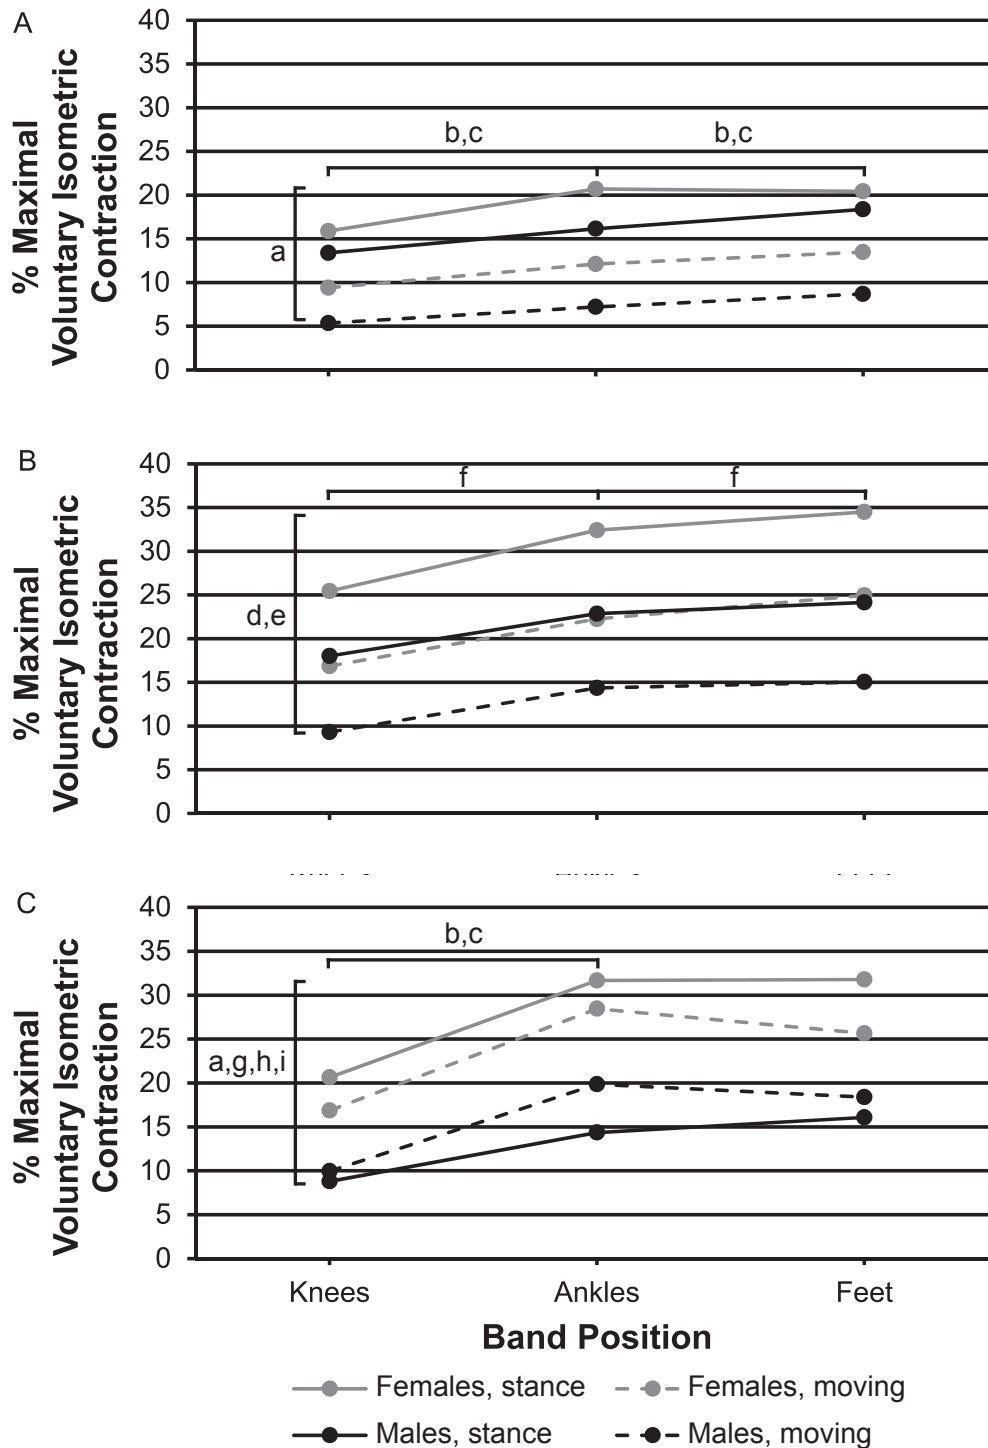 A
40
35
30
25
20
15
10
5
0
% Maximal
Voluntary Isometric
Contraction
b,c b,c
a
B
40
35
30
25
20
15
10
5
0
% Maximal
Voluntary Isometric
Contraction
f f
d,e
C
40
35
30
25
20
15
10
5
0
% Maximal
Voluntary Isometric
Contraction
b,c
a,g,h,i
Knees Ankles Feet
Band Position
Females, stance Females, moving
Males, stance Males, moving